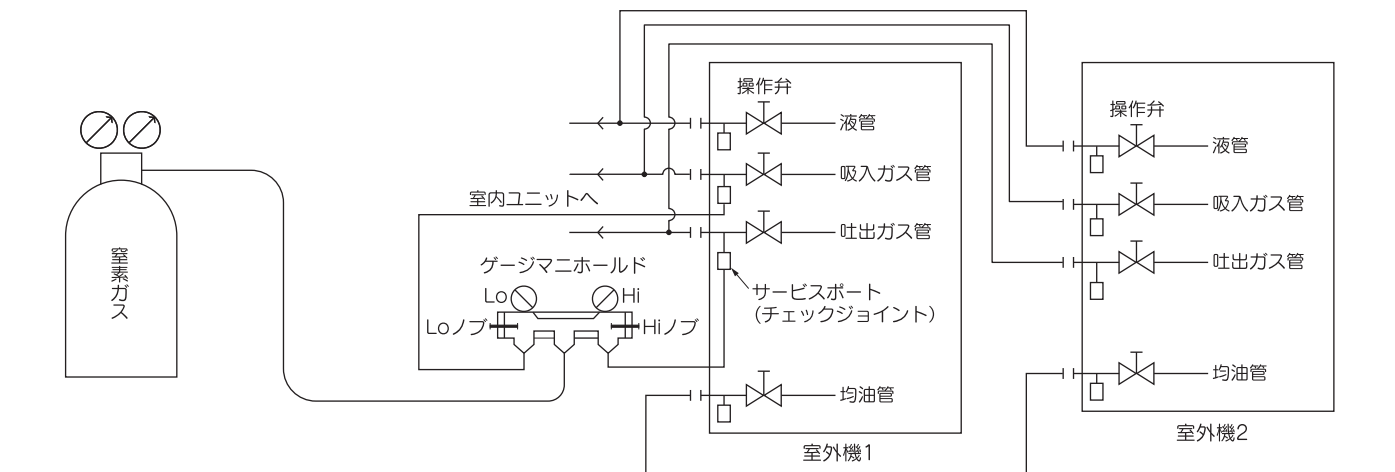 操作弁
液管
吸入ガス管
室内ユニットへ
吐出ガス管
ゲージマニホールド
Lo
Hi
Loノブ
Hiノブ
サービスポート
(チェックジョイント)
均油管
室外機1
窒素ガス
操作弁
液管
吸入ガス管
吐出ガス管
均油管
室外機2